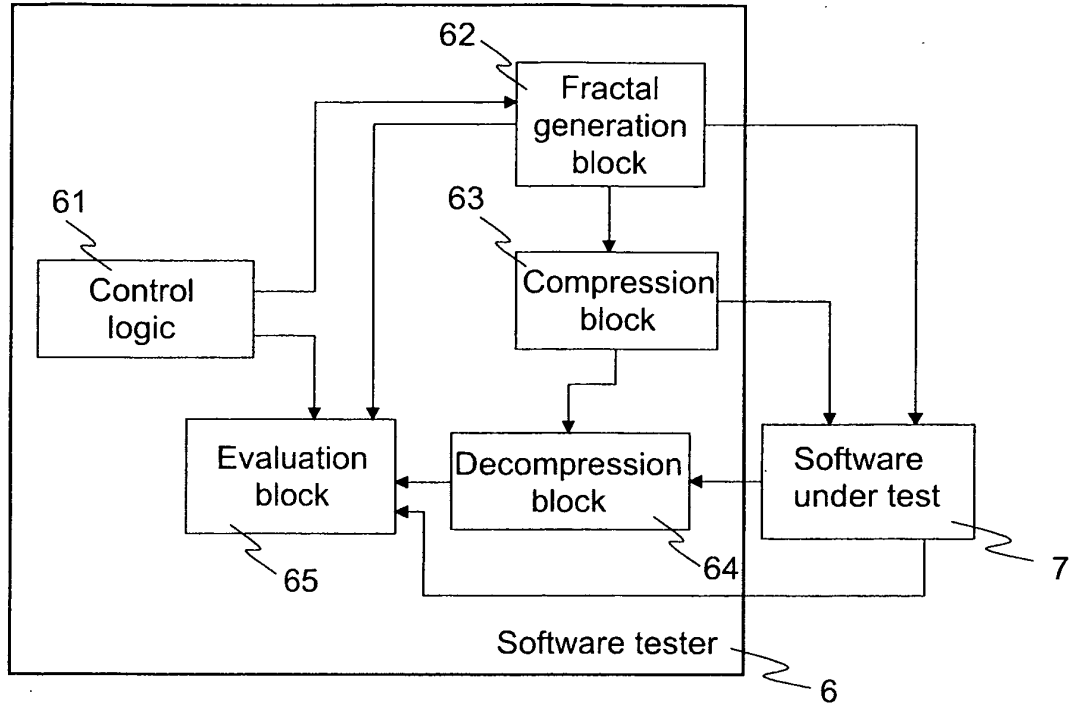 62
Fractal
generation
block
61
63
Control
logic
Compression
block
Evaluation
block
Decompression
block
Software
under test
65
64
7
Software tester
6